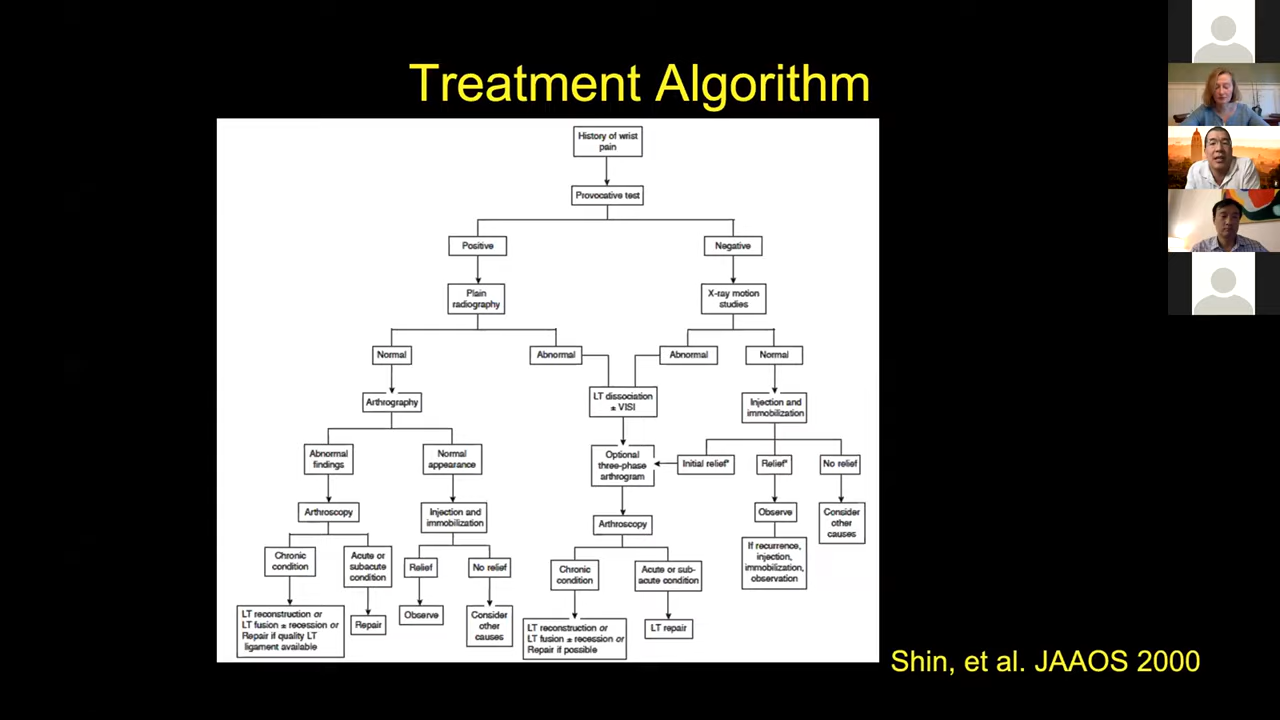 Treatment Algorithm
History of wrist
pain
Provocative test
Positive
Negative
Plain
radiography
X-ray motion
studies
Normal
Abnormal
Abnormal
Normal
Arthrography
LT dissociation
± VISI
Injection and
immobilization
Abnormal
findings
Normal
appearance
Optional
three-phase
arthrogram
Initial relief*
Relief*
No relief
Arthroscopy
Injection and
immobilization
Arthroscopy
Observe
Consider
other
causes
Chronic
condition
Acute or
subacute
condition
Relief
No relief
Chronic
condition
Acute or sub-
acute condition
If recurrence,
injection,
immobilization,
observation
LT reconstruction or
LT fusion ± recession or
Repair if quality LT
ligament available
Repair
Observe
Consider
other
causes
LT reconstruction or
LT fusion ± recession or
Repair if possible
LT repair
Shin, et al. JAAOS 2000